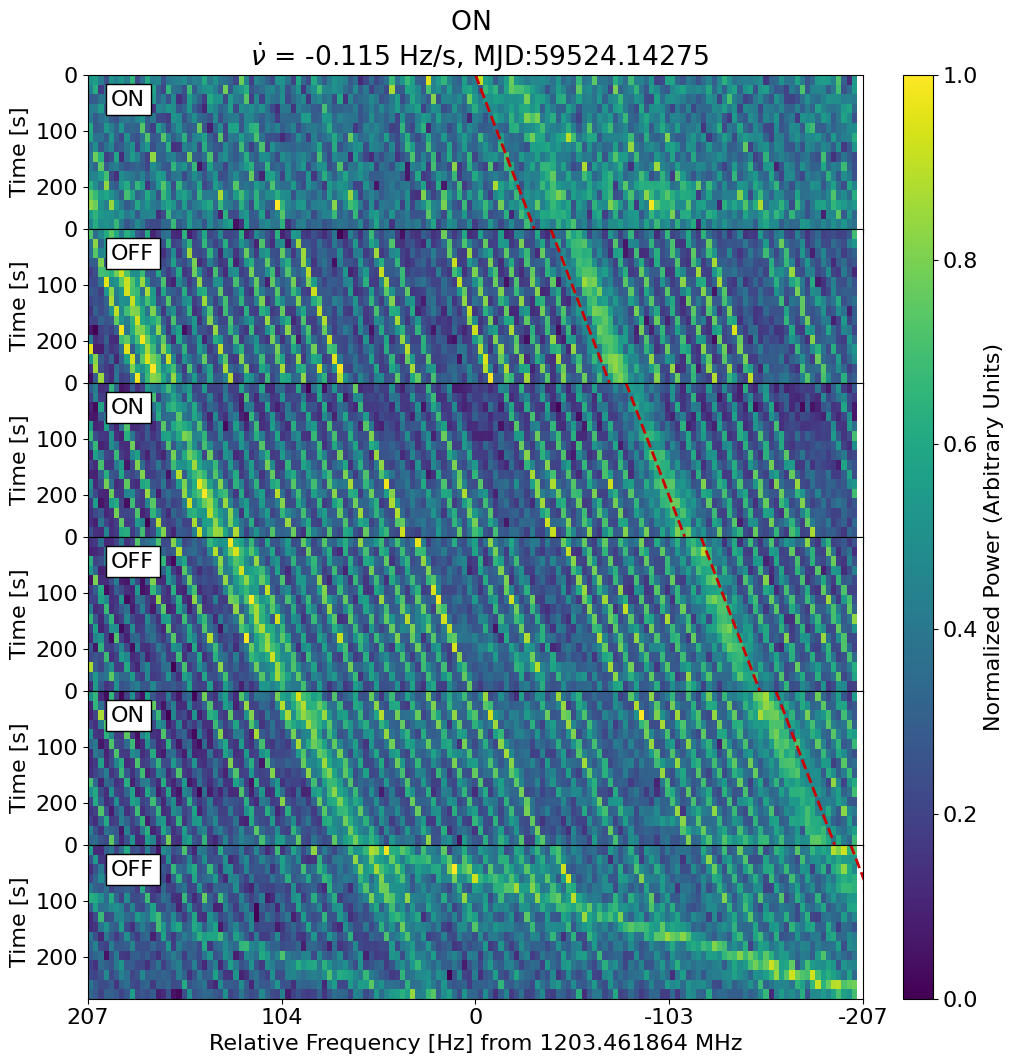 ON
ν̇ = -0.115 Hz/s, MJD:59524.14275
0
ON
100
Time [s]
200
0
OFF
100
Time [s]
200
0
ON
100
Time [s]
200
0
OFF
100
Time [s]
200
0
ON
100
Time [s]
200
0
OFF
100
Time [s]
200
207 104 0 -103 -207
Relative Frequency [Hz] from 1203.461864 MHz
1.0
0.8
0.6
0.4
0.2
0.0
Normalized Power (Arbitrary Units)